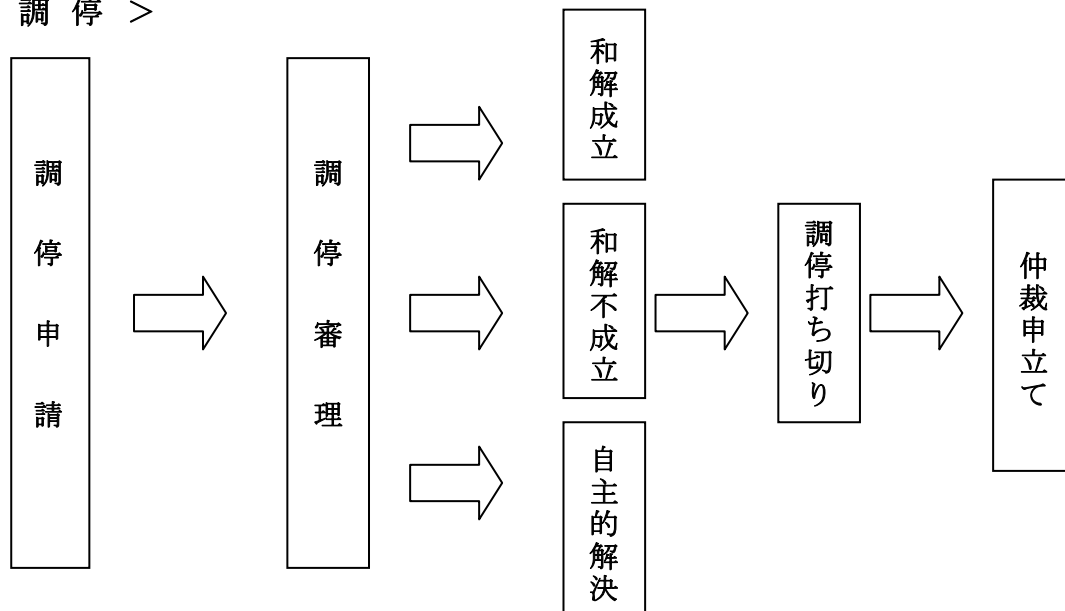 調停 >
調停申請
調停審理
和解成立
和解不成立
自主的解決
調停打ち切り
仲裁申立て